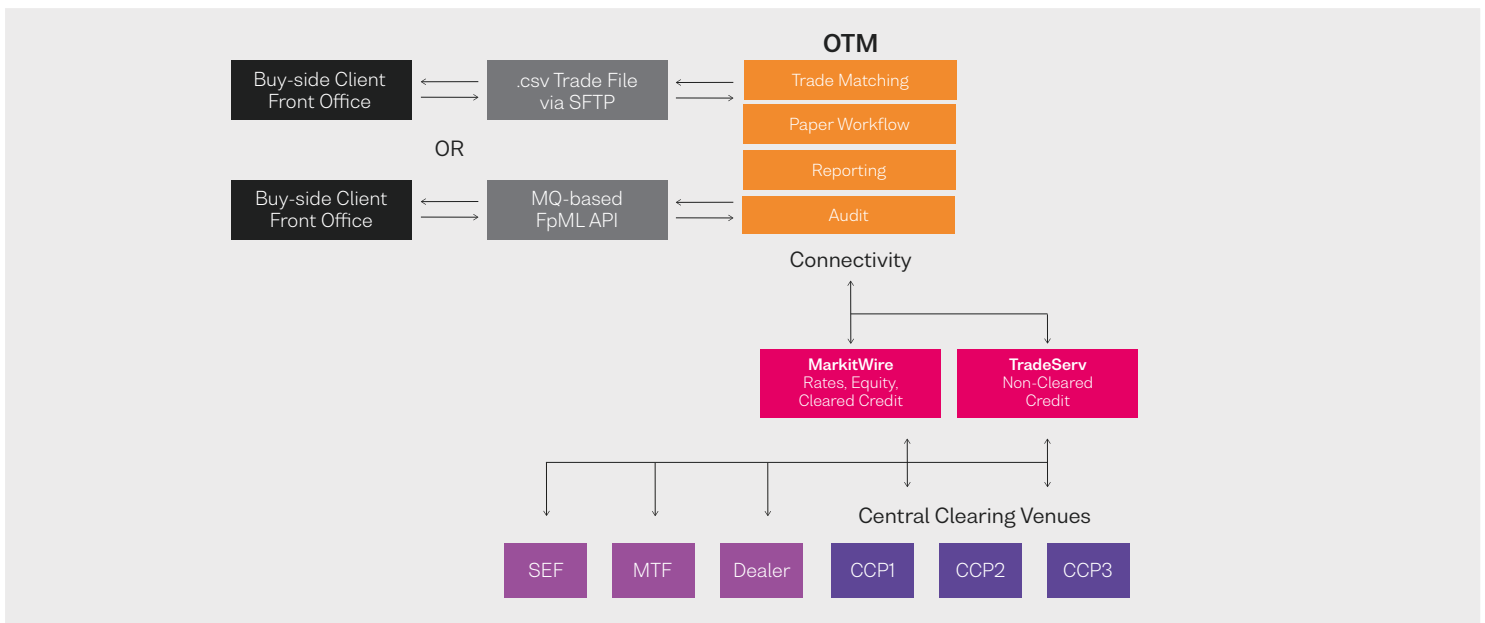 OTM
Buy-side Client
Front Office
.csv Trade File
via SFTP
Trade Matching
Paper Workflow
OR
Reporting
Buy-side Client
Front Office
MQ-based
FpML API
Audit
Connectivity
MarkitWire
Rates, Equity,
Cleared Credit
TradeServ
Non-Cleared
Credit
Central Clearing Venues
SEF
MTF
Dealer
CCP1
CCP2
CCP3